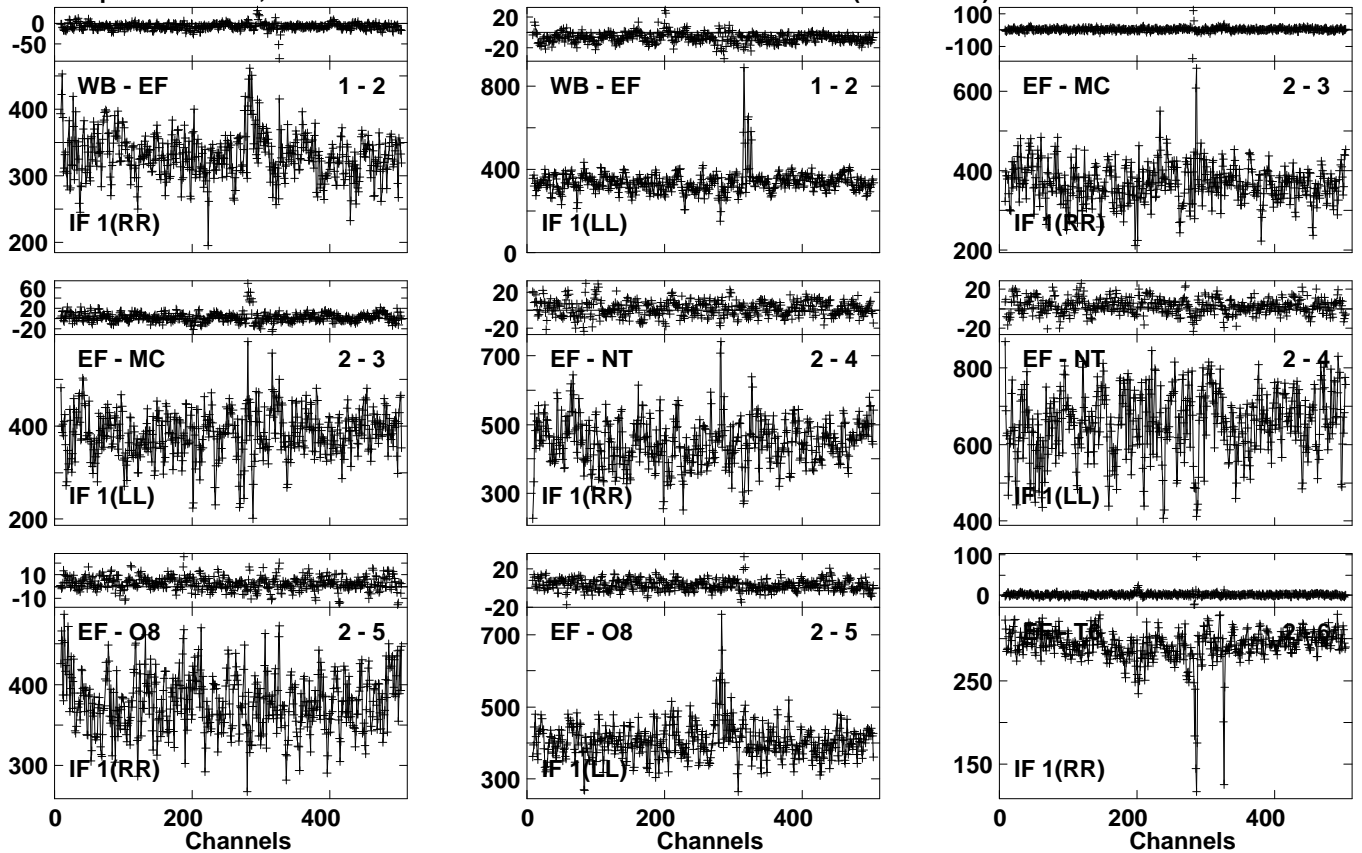 0
-50
WB - EF 1 - 2
400
300
200
IF 1(RR)
20
-20
WB - EF 1 - 2
800
400
0
IF 1(LL)
100
-100
EF - MC 2 - 3
600
400
200
IF 1(RR)
60
20
-20
EF - MC 2 - 3
400
200
IF 1(LL)
20
-20
EF - NT 2 - 4
700
500
300
IF 1(RR)
20
-20
EF - NT 2 - 4
800
600
400
IF 1(LL)
10
-10
EF - O8 2 - 5
400
300
IF 1(RR)
0 200 400
Channels
20
-20
EF - O8 2 - 5
700
500
300
IF 1(LL)
0 200 400
Channels
100
0
250
150
IF 1(RR)
0 200 400
Channels